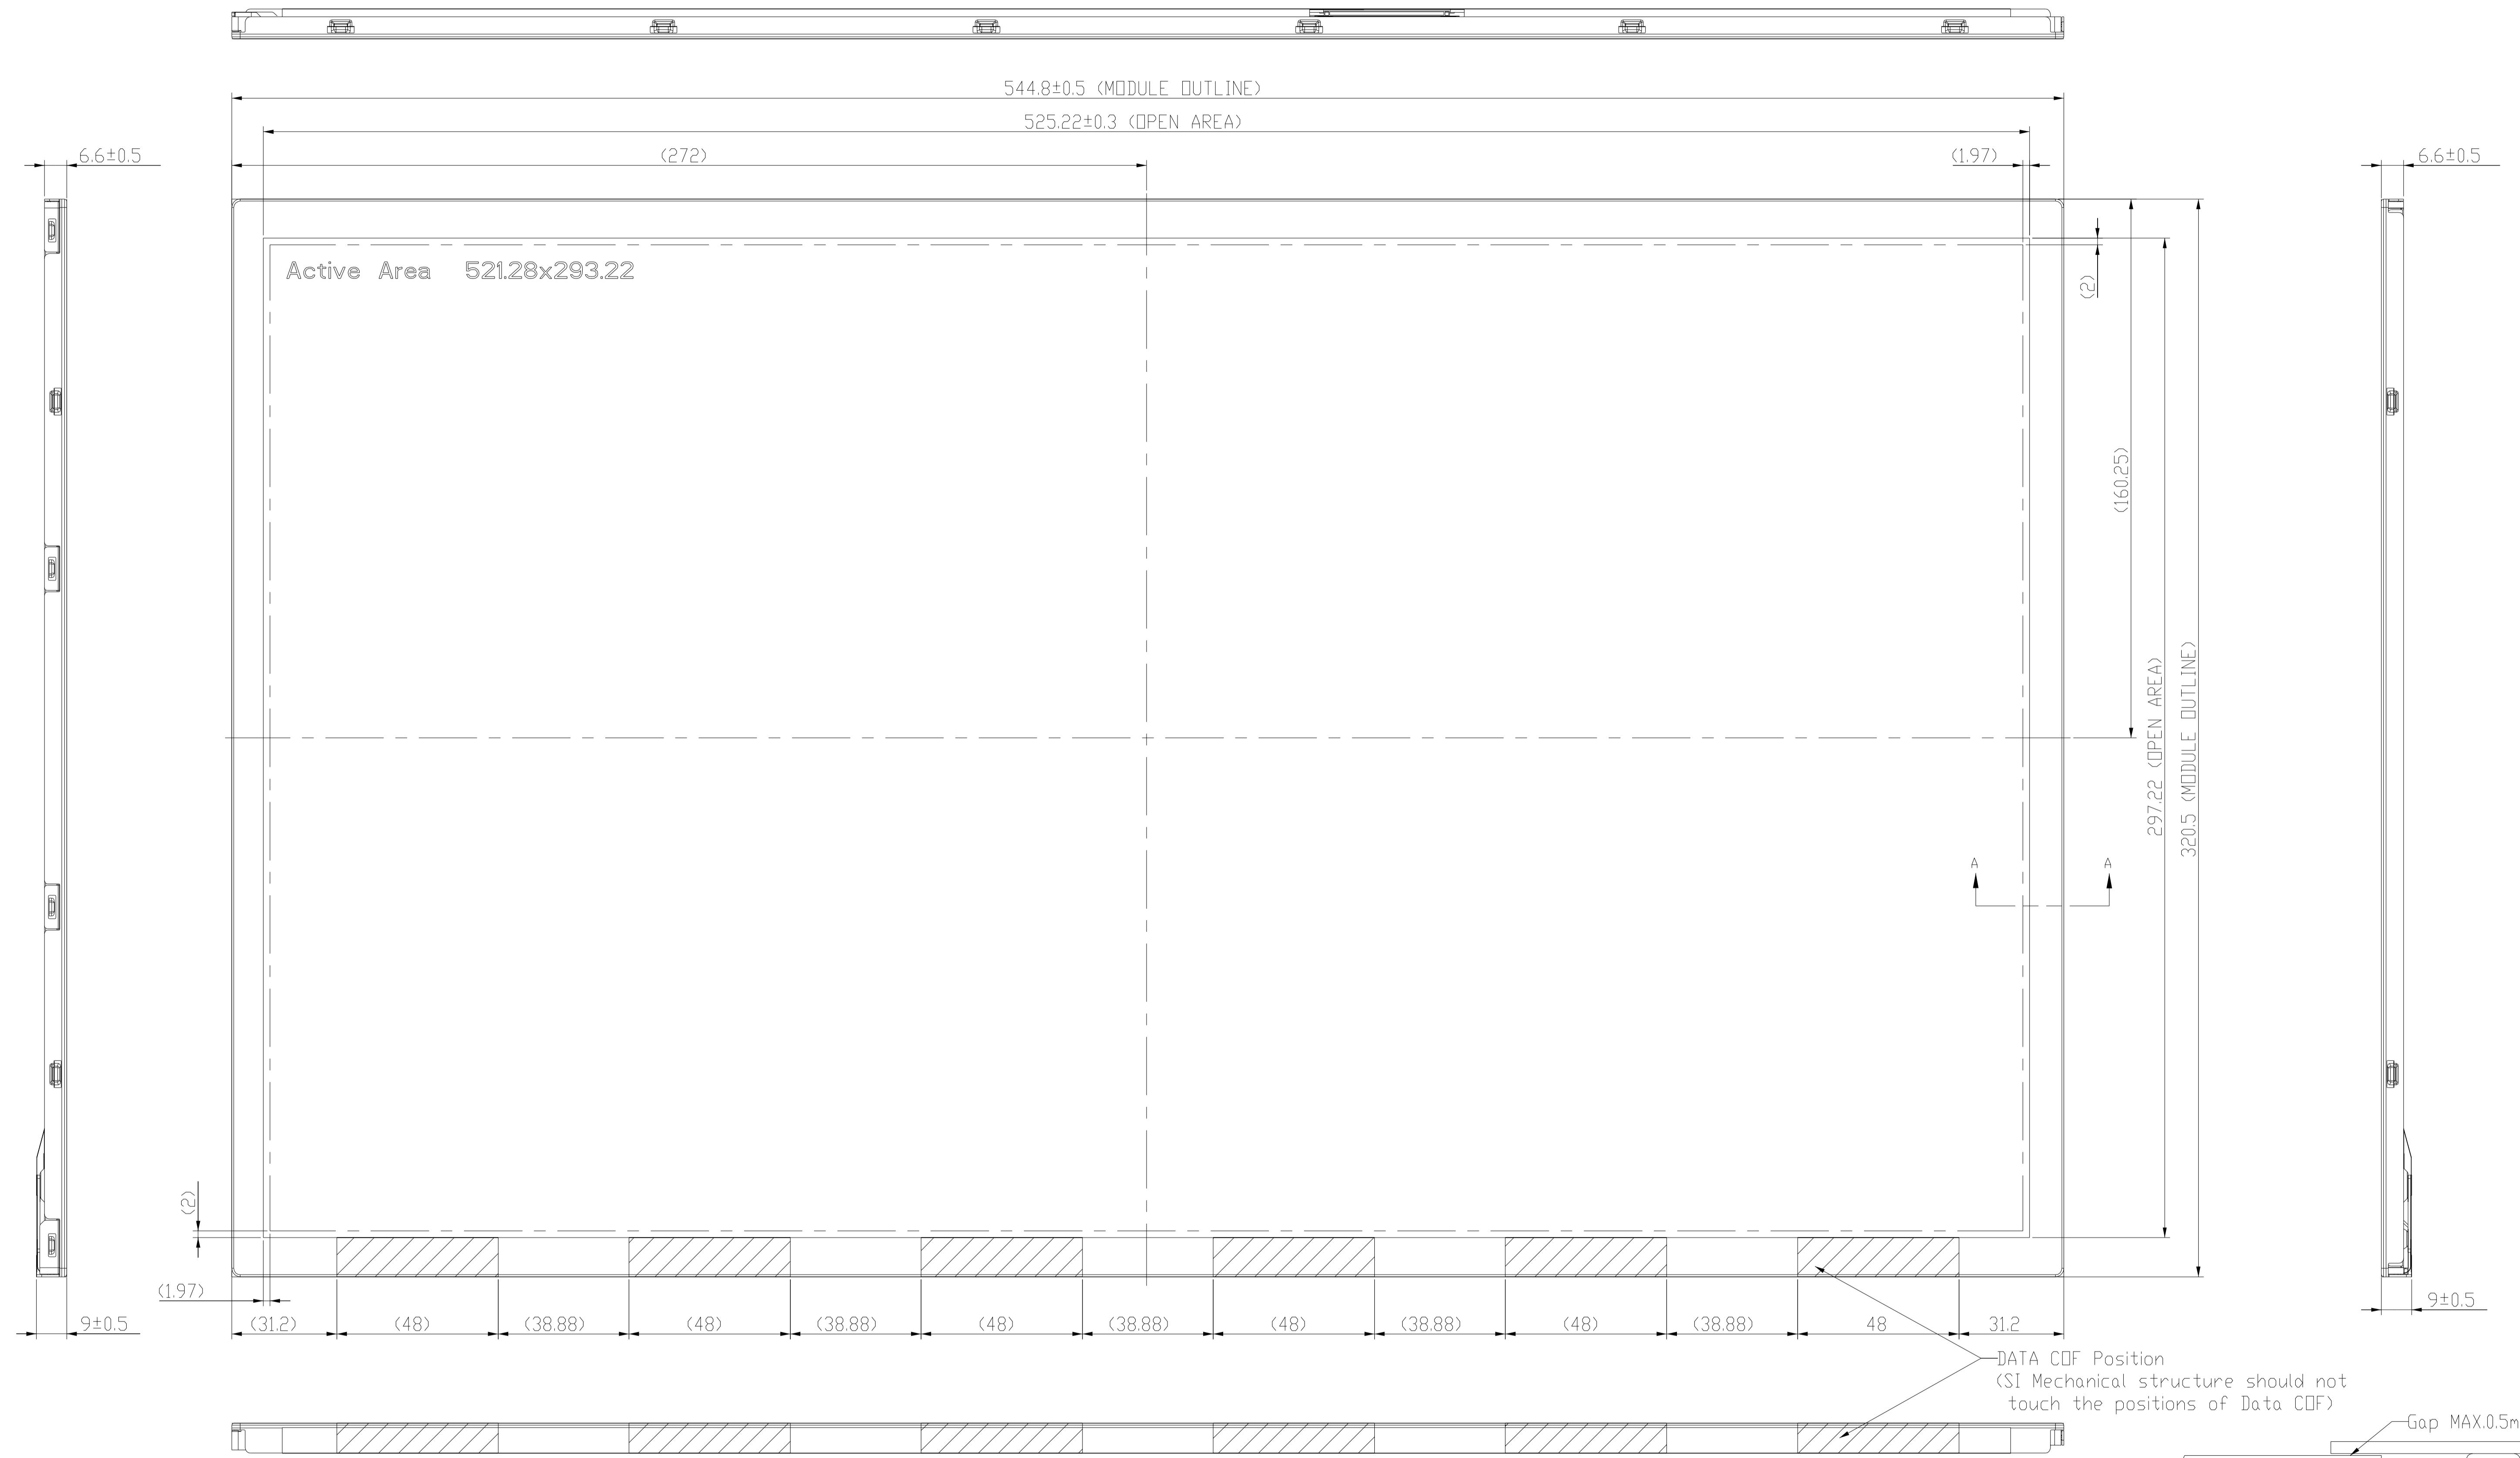 544.8±0.5 (MODULE OUTLINE)
525.22±0.3 (OPEN AREA)
6.6±0.5
(272)
(1.97)
6.6±0.5
Active Area 521.28x293.22
(2)
(160.25)
297.22 (OPEN AREA)
320.5 (MODULE OUTLINE)
A A
(2)
(1.97)
9±0.5
(31.2) (48) (38.88) (48) (38.88) (48) (38.88) (48) (38.88) (48) (38.88) 48 31.2
9±0.5
DATA COF Position
(SI Mechanical structure should not
touch the positions of Data COF)
Gap MAX.0.5m